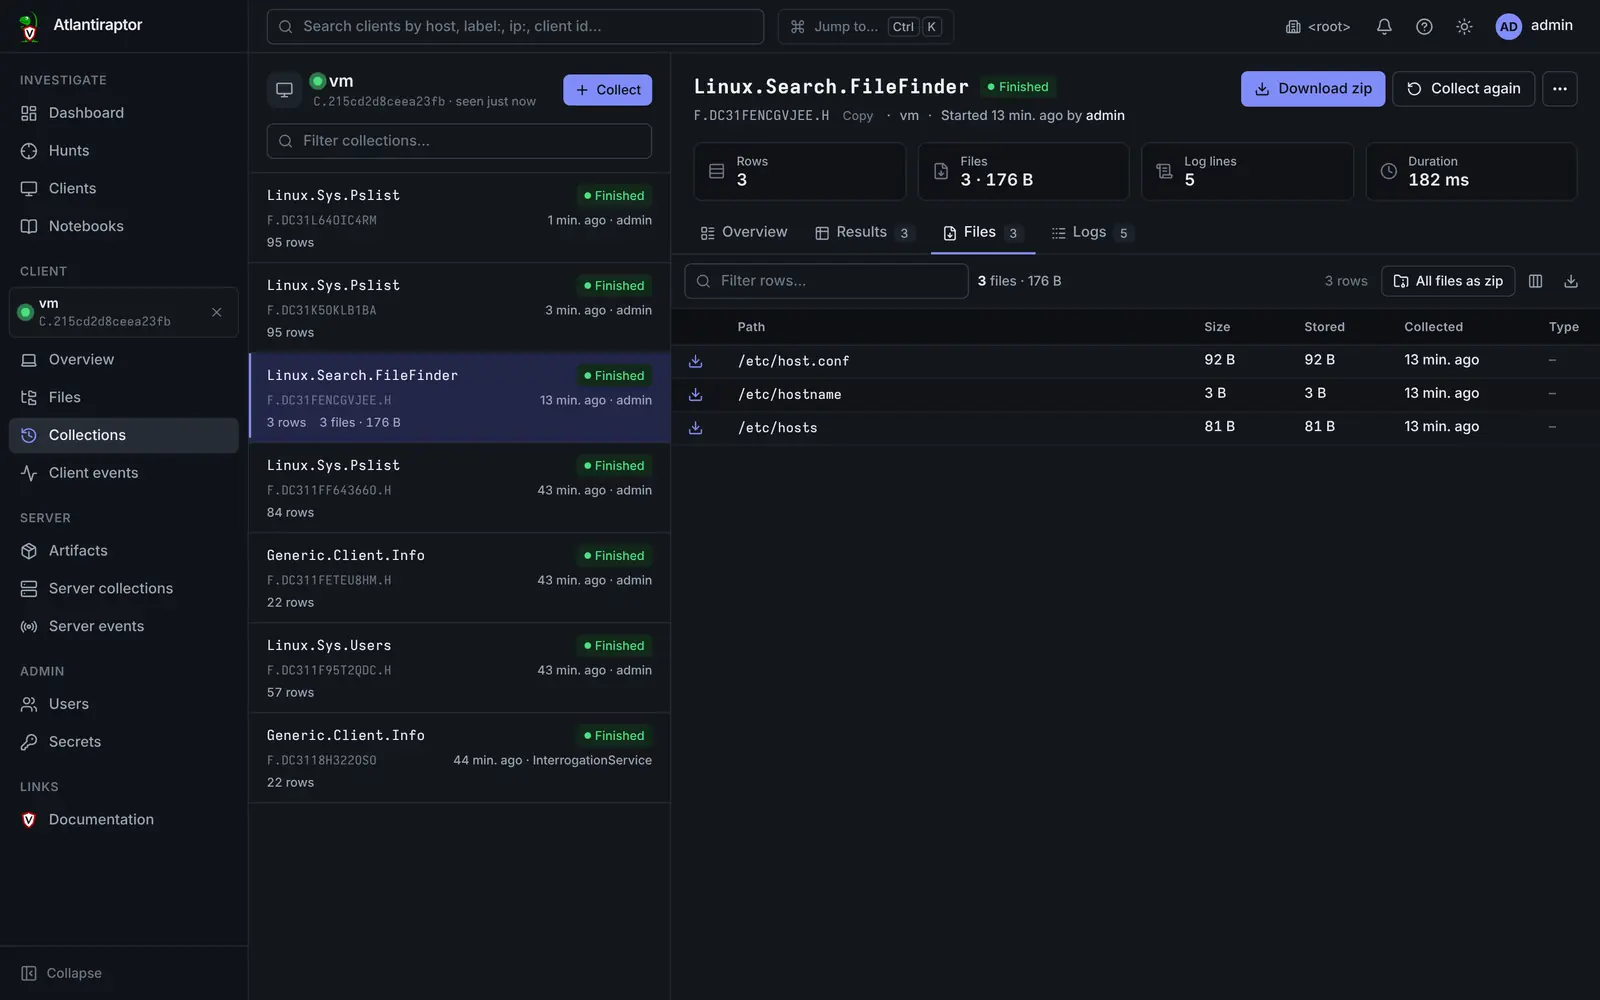 Atlantiraptor
Search clients by host, label:, ip:, client id...
Jump to... Ctrl K
<root>
AD admin
INVESTIGATE
Dashboard
Hunts
Clients
Notebooks
CLIENT
vm
C.215cd2d8ceea23fb
Overview
Files
Collections
Client events
SERVER
Artifacts
Server collections
Server events
ADMIN
Users
Secrets
LINKS
Documentation
Collapse
vm
C.215cd2d8ceea23fb · seen just now
+ Collect
Filter collections...
Linux.Sys.Pslist Finished
F.DC31L64OIC4RM 1 min. ago · admin
95 rows
Linux.Sys.Pslist Finished
F.DC31K5OKLB1BA 3 min. ago · admin
95 rows
Linux.Search.FileFinder Finished
F.DC31FENCGVJEE.H 13 min. ago · admin
3 rows 3 files · 176 B
Linux.Sys.Pslist Finished
F.DC311FF64366O.H 43 min. ago · admin
84 rows
Generic.Client.Info Finished
F.DC311FETEU8HM.H 43 min. ago · admin
22 rows
Linux.Sys.Users Finished
F.DC311F95T2QDC.H 43 min. ago · admin
57 rows
Generic.Client.Info Finished
F.DC3118H322OSO 44 min. ago · InterrogationService
22 rows
Linux.Search.FileFinder Finished
F.DC31FENCGVJEE.H Copy · vm · Started 13 min. ago by admin
Download zip
Collect again
Rows
3
Files
3 · 176 B
Log lines
5
Duration
182 ms
Overview Results 3 Files 3 Logs 5
Filter rows... 3 files · 176 B 3 rows All files as zip
Path Size Stored Collected Type
/etc/host.conf 92 B 92 B 13 min. ago –
/etc/hostname 3 B 3 B 13 min. ago –
/etc/hosts 81 B 81 B 13 min. ago –